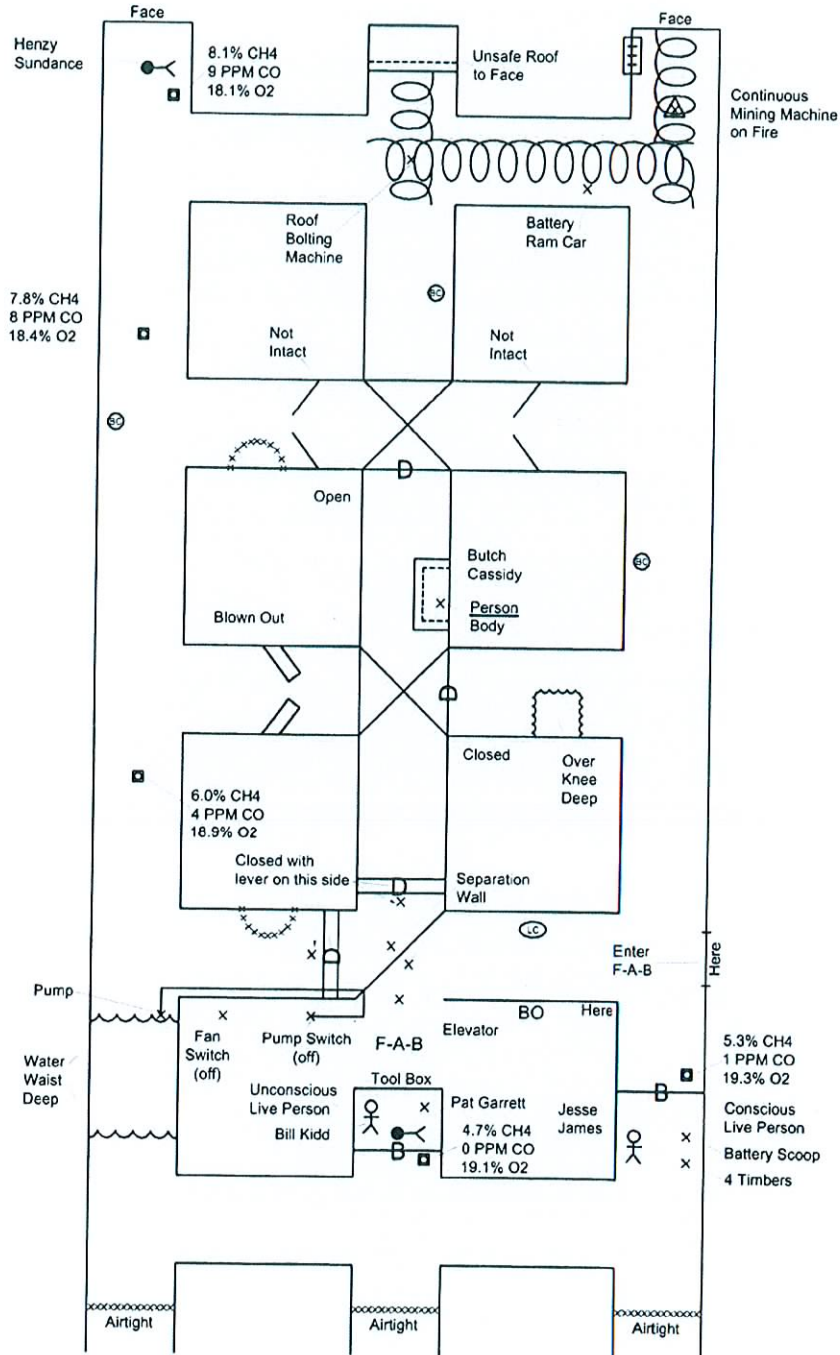 Face
Face
Henzy
Sundance
8.1% CH4
9 PPM CO
18.1% O2
Unsafe Roof
to Face
Continuous
Mining Machine
on Fire
Roof
Bolting
Machine
Battery
Ram Car
BC
7.8% CH4
8 PPM CO
18.4% O2
Not
Intact
Not
Intact
BC
D
Open
Butch
Cassidy
BC
Person
Body
Blown Out
D
Closed
Over
Knee
Deep
6.0% CH4
4 PPM CO
18.9% O2
Closed with
lever on this side
D
Separation
Wall
LC
D
Enter
F-A-B
Here
Pump
Fan
Switch
(off)
Pump Switch
(off)
F-A-B
Elevator
BO
Here
Water
Waist
Deep
Tool Box
Unconscious
Live Person
Bill Kidd
Pat Garrett
4.7% CH4
0 PPM CO
19.1% O2
B
Jesse
James
B
5.3% CH4
1 PPM CO
19.3% O2
Conscious
Live Person
Battery Scoop
4 Timbers
Airtight
Airtight
Airtight